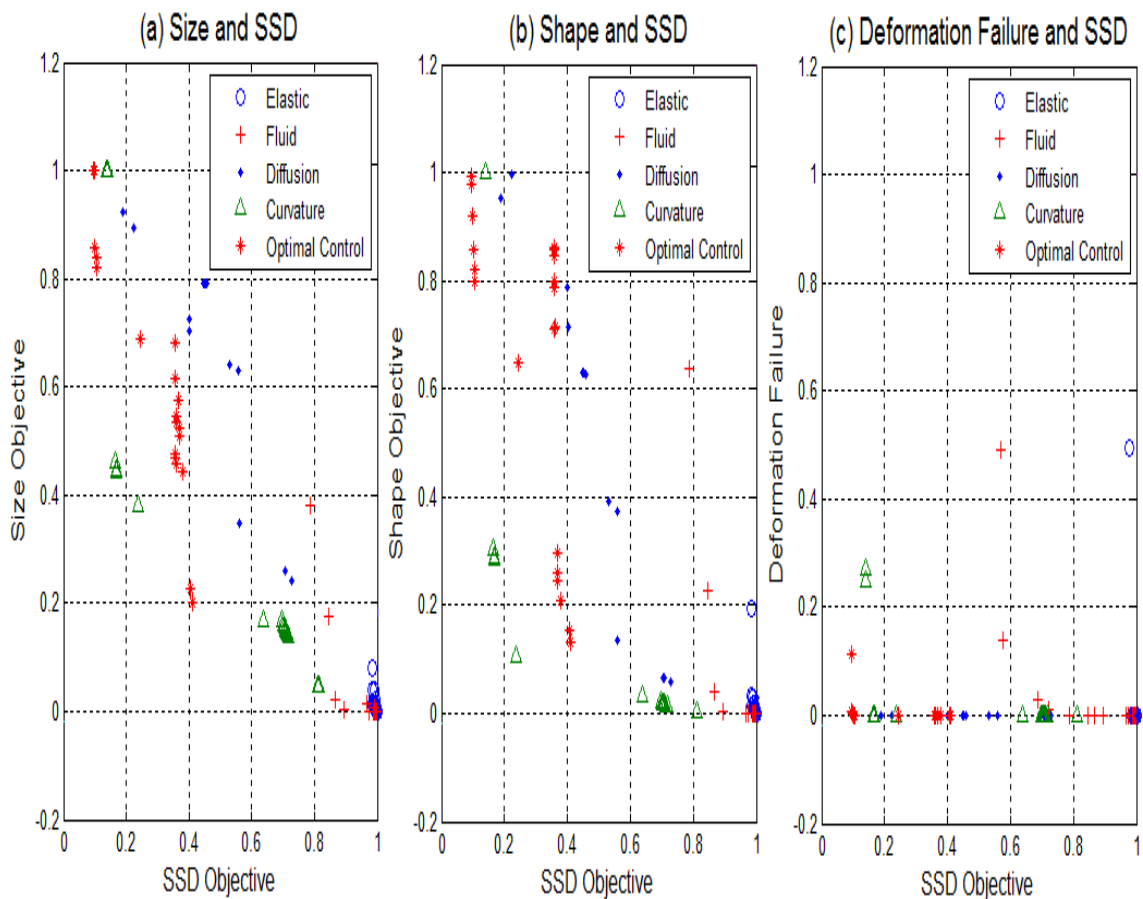 (a) Size and SSD
1.2
1
0.8
0.6
0.4
0.2
0
-0.2
Size Objective
Elastic
Fluid
Diffusion
Curvature
Optimal Control
0
0.2
0.4
0.6
0.8
1
SSD Objective
(b) Shape and SSD
1.2
1
0.8
0.6
0.4
0.2
0
-0.2
Shape Objective
Elastic
Fluid
Diffusion
Curvature
Optimal Control
0
0.2
0.4
0.6
0.8
1
SSD Objective
(c) Deformation Failure and SSD
1.2
1
0.8
0.6
0.4
0.2
0
-0.2
Deformation Failure
Elastic
Fluid
Diffusion
Curvature
Optimal Control
0
0.2
0.4
0.6
0.8
1
SSD Objective